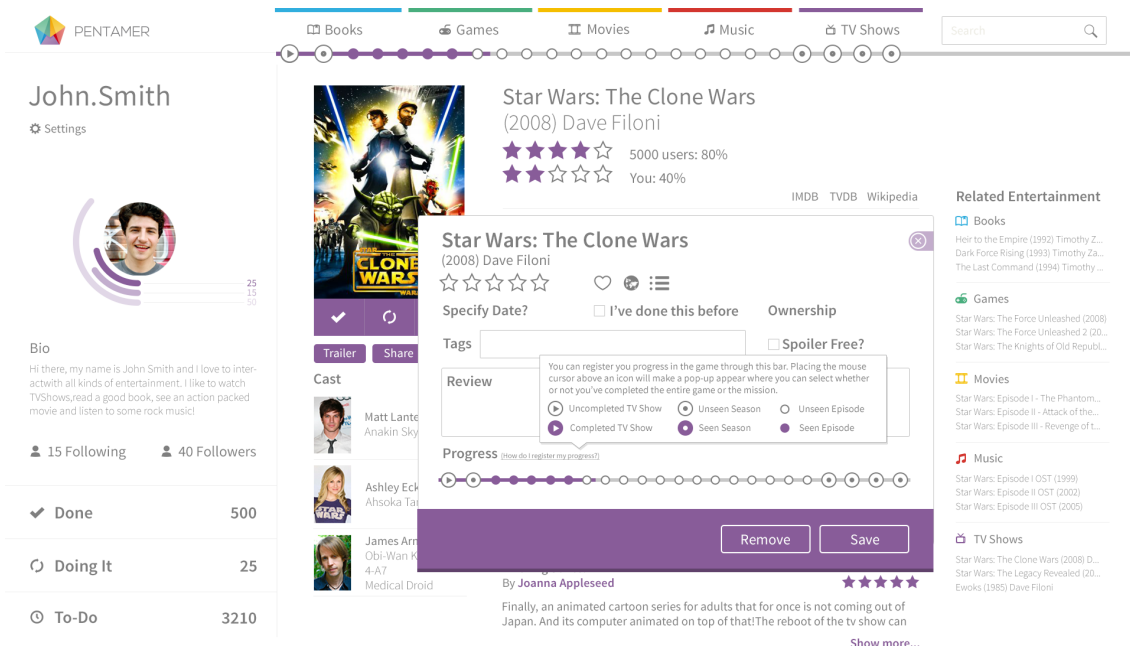 PENTAMER
Books
Games
Movies
Music
TV Shows
Search
John.Smith
Settings
25
15
50
Bio
Hi there, my name is John Smith and I love to inter-
actwith all kinds of entertainment. I like to watch
TVShows,read a good book, see an action packed
movie and listen to some rock music!
15 Following
40 Followers
Done 500
Doing It 25
To-Do 3210
STAR
THE
CLONE
WARS
Trailer
Share
Cast
Matt Lante
Anakin Sky
Ashley Eck
Ahsoka Ta
STAR
WARS
James Arn
Obi-Wan K
4-A7
Medical Droid
Star Wars: The Clone Wars
(2008) Dave Filoni
5000 users: 80%
You: 40%
IMDB TVDB Wikipedia
Star Wars: The Clone Wars
(2008) Dave Filoni
Specify Date?
I've done this before
Ownership
Tags
Spoiler Free?
Review
You can register you progress in the game through this bar. Placing the mouse
cursor above an icon will make a pop-up appear where you can select whether
or not you've completed the entire game or the mission.
Uncompleted TV Show
Unseen Season
Unseen Episode
Completed TV Show
Seen Season
Seen Episode
Progress (How do I register my progress?)
Remove
Save
By Joanna Appleseed
Finally, an animated cartoon series for adults that for once is not coming out of
Japan. And its computer animated on top of that!The reboot of the tv show can
Show more...
Related Entertainment
Books
Heir to the Empire (1992) Timothy Z...
Dark Force Rising (1993) Timothy Za...
The Last Command (1994) Timothy ...
Games
Star Wars: The Force Unleashed (2008)
Star Wars: The Force Unleashed 2 (20...
Star Wars: The Knights of Old Republ...
Movies
Star Wars: Episode I - The Phantom...
Star Wars: Episode II - Attack of the...
Star Wars: Episode III - Revenge of t...
Music
Star Wars: Episode I OST (1999)
Star Wars: Episode II OST (2002)
Star Wars: Episode III OST (2005)
TV Shows
Star Wars: The Clone Wars (2008) D...
Star Wars: The Legacy Revealed (20...
Ewoks (1985) Dave Filoni